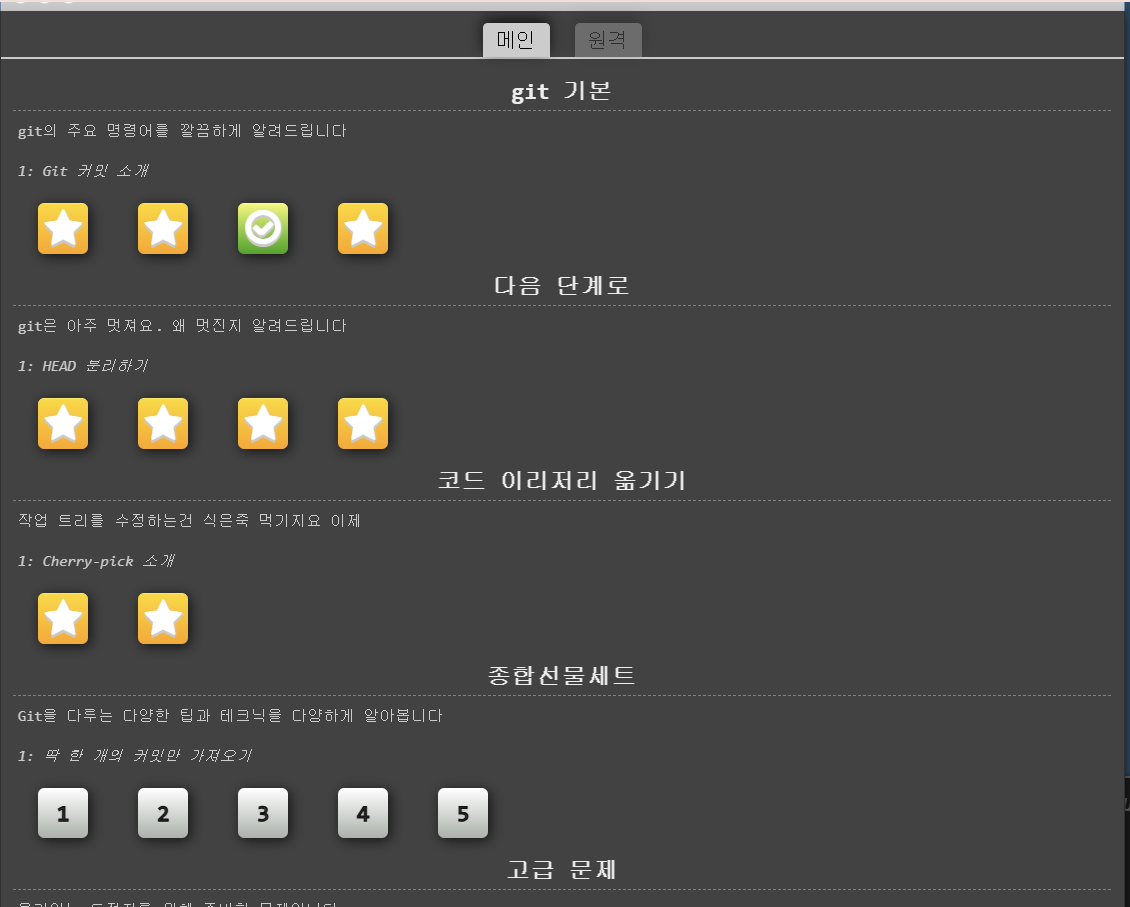 메인 원격
git 기본
git의 주요 명령어를 깔끔하게 알려드립니다
1: Git 커밋 소개
다음 단계로
git은 아주 멋져요. 왜 멋진지 알려드립니다
1: HEAD 분리하기
코드 이리저리 옮기기
작업 트리를 수정하는건 식은죽 먹기지요 이제
1: Cherry-pick 소개
종합선물세트
Git을 다루는 다양한 팁과 테크닉을 다양하게 알아봅니다
1: 딱 한 개의 커밋만 가져오기
1 2 3 4 5
고급 문제